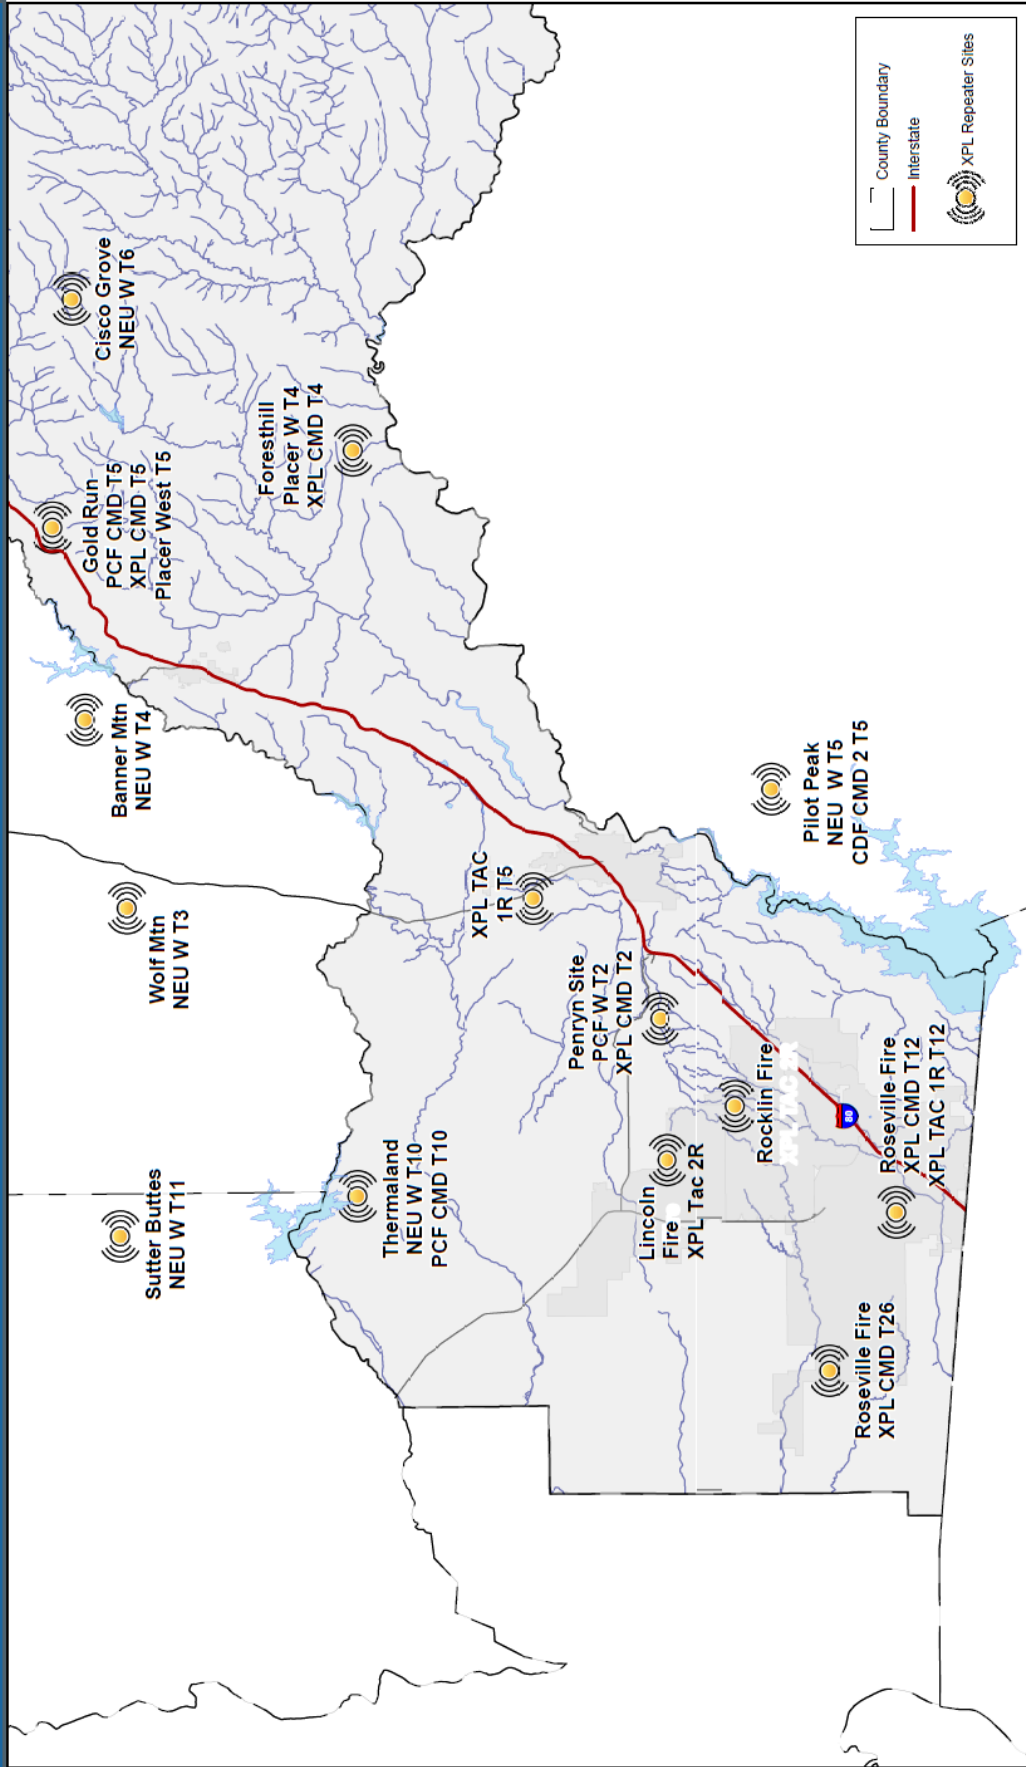 Sutter Buttes
NEU W T11
Wolf Mtn
NEU W T3
Banner Mtn
NEU W T4
Gold Run
PCF CMD T5
XPL CMD T5
Placer West T5
Cisco Grove
NEU W T6
Foresthill
Placer W T4
XPL CMD T4
Thermaland
NEU W T10
PCF CMD T10
XPL TAC
1R T5
Penryn Site
PCF W T2
XPL CMD T2
Lincoln
Fire
XPL Tac 2R
Rocklin Fire
XPL TAC 2R
Roseville Fire
XPL CMD T26
Roseville Fire
XPL CMD T12
XPL TAC 1R T12
80
Pilot Peak
NEU W T5
CDF CMD 2 T5
County Boundary
Interstate
XPL Repeater Sites